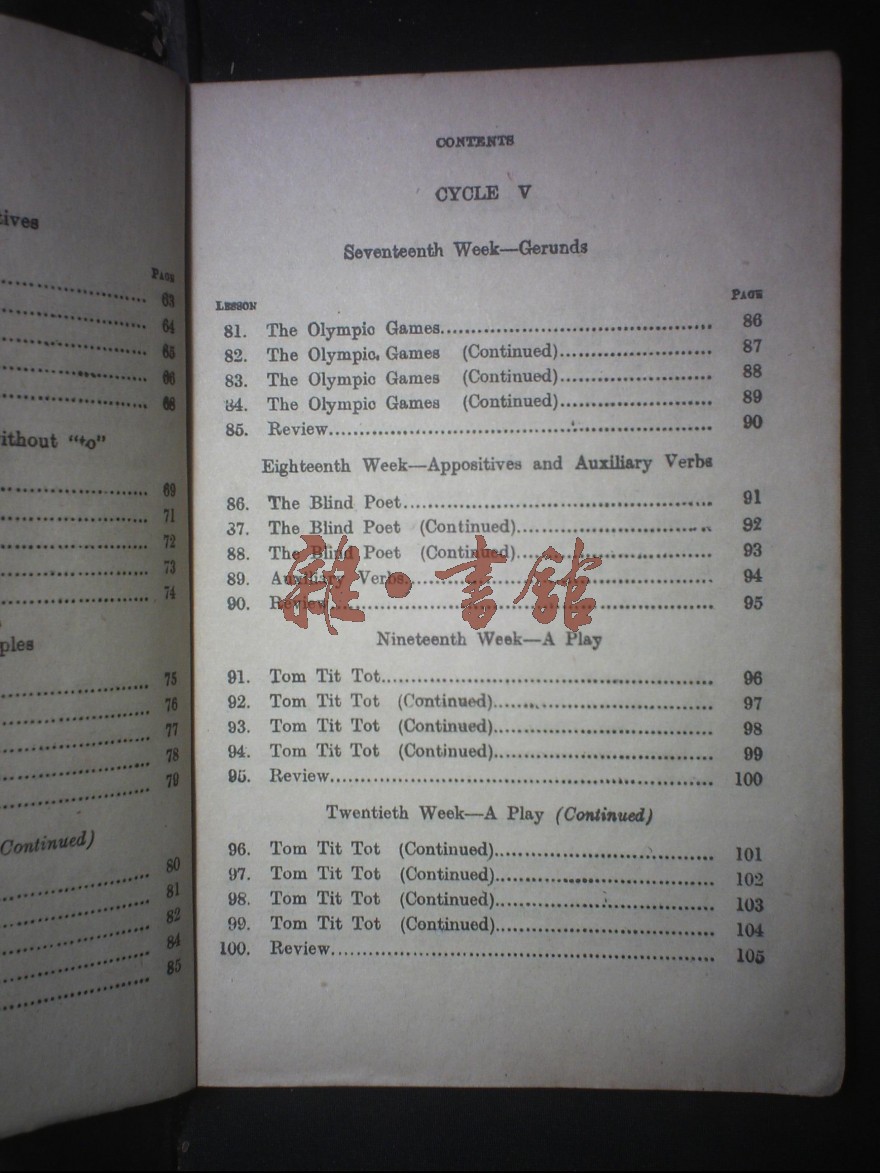 tives
PAGE
63
64
65
66
68
ithout "to"
69
71
72
73
74
ples
75
76
77
78
79
Continued)
80
81
82
84
85
CONTENTS
CYCLE V
Seventeenth Week—Gerunds
LESSON PAGE
81. The Olympic Games 86
82. The Olympic Games (Continued) 87
83. The Olympic Games (Continued) 88
84. The Olympic Games (Continued) 89
85. Review 90
Eighteenth Week—Appositives and Auxiliary Verbs
86. The Blind Poet 91
87. The Blind Poet (Continued) 92
88. The Blind Poet (Continued) 93
89. Auxiliary Verbs 94
90. Review 95
雜·書館
Nineteenth Week—A Play
91. Tom Tit Tot 96
92. Tom Tit Tot (Continued) 97
93. Tom Tit Tot (Continued) 98
94. Tom Tit Tot (Continued) 99
95. Review 100
Twentieth Week—A Play (Continued)
96. Tom Tit Tot (Continued) 101
97. Tom Tit Tot (Continued) 102
98. Tom Tit Tot (Continued) 103
99. Tom Tit Tot (Continued) 104
100. Review 105